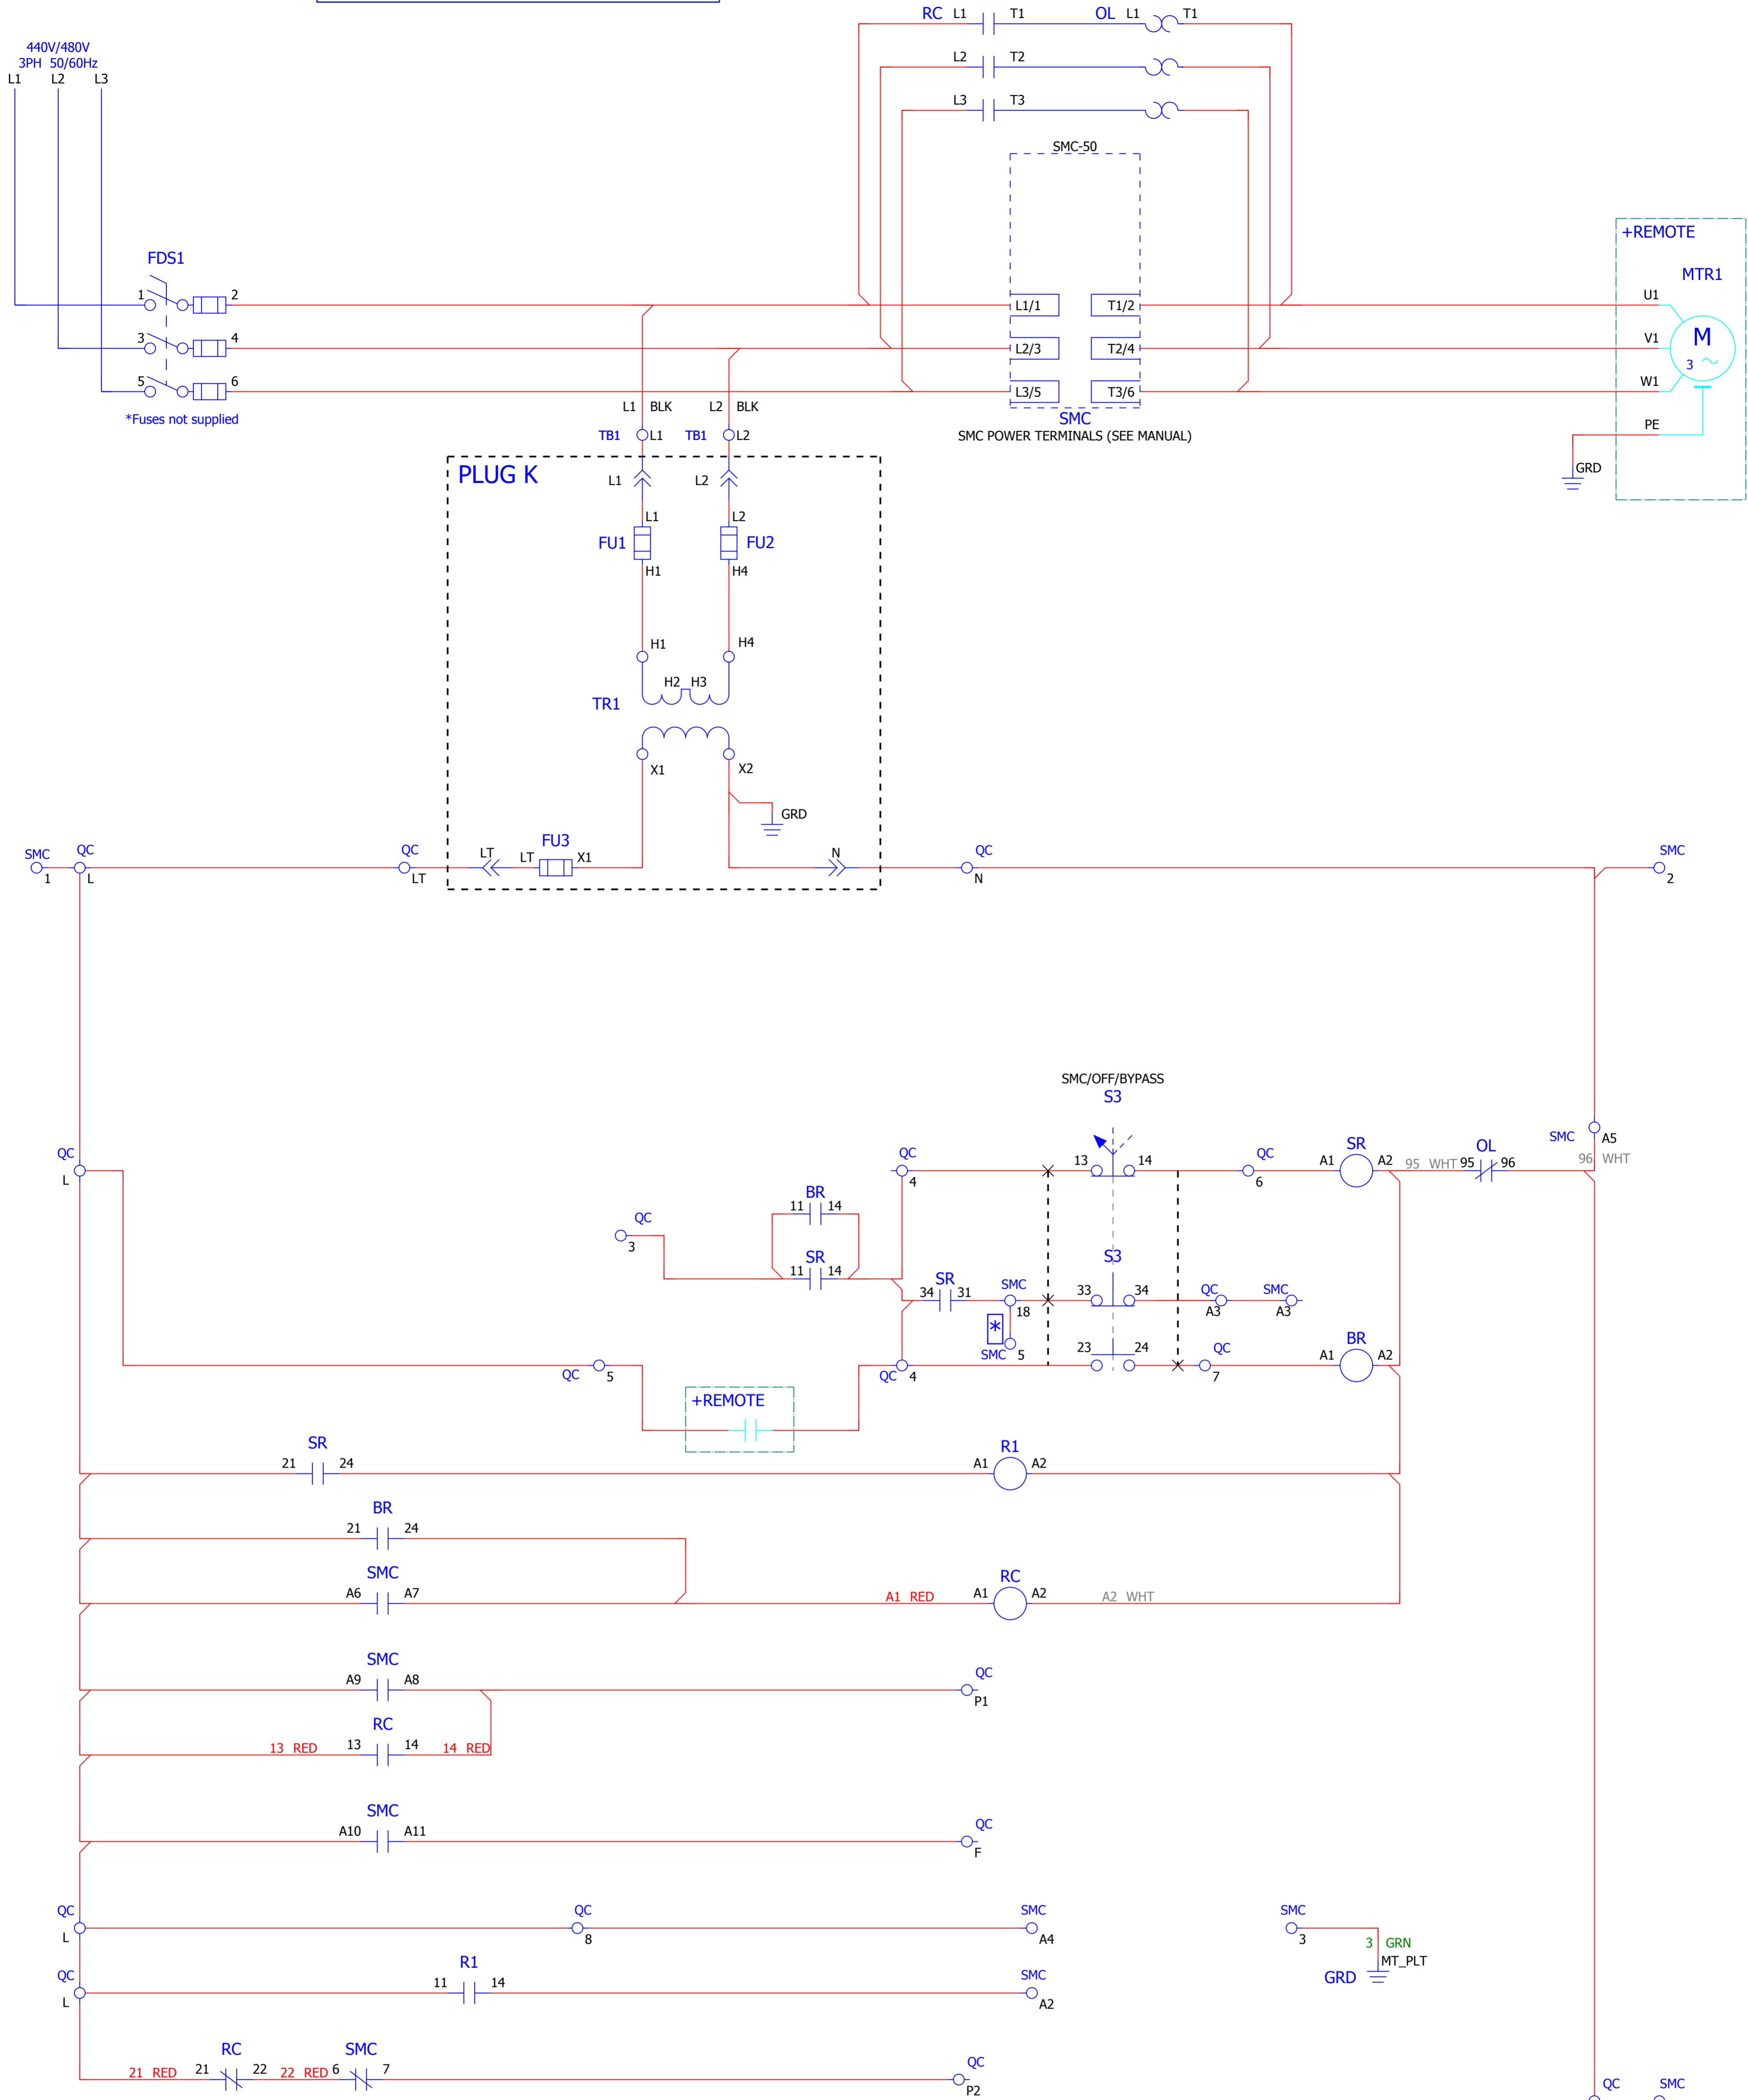 RC L1 T1 OL L1 T1
440V/480V
3PH 50/60Hz
L1 L2 L3
L2 T2
L3 T3
SMC-50
+REMOTE
MTR1
FDS1
1 2
L1/1 T1/2
U1
3 4
L2/3 T2/4
V1
M
3
5 6
L3/5 T3/6
W1
*Fuses not supplied
L1 BLK L2 BLK
SMC
SMC POWER TERMINALS (SEE MANUAL)
PE
TB1 L1 TB1 L2
GRD
PLUG K
L1 L2
L1 L2
FU1 FU2
H1 H4
H1 H4
H2 H3
TR1
X1 X2
GRD
SMC QC QC LT LT FU3 X1 N QC SMC
1 L LT N 2
SMC/OFF/BYPASS
S3
SMC A5
QC QC 13 14 QC A1 SR A2 95 WHT 95 OL 96 96 WHT
L 4 6
BR
11 14
QC
3
SR
11 14
S3
SR
34 31 SMC 33 34 QC SMC
18 A3 A3
*
SMC 5
23 24 QC A1 BR A2
QC 5 QC 4 7
+REMOTE
SR
21 24
R1
A1 A2
BR
21 24
SMC
A6 A7
A1 RED
RC
A1 A2
A2 WHT
SMC
A9 A8
QC
P1
RC
13 RED 13 14 14 RED
SMC
A10 A11
QC
F
QC QC SMC SMC
L 8 A4 3
3 GRN
MT_PLT
GRD
QC R1 SMC
L 11 14 A2
RC SMC
21 RED 21 22 22 RED 6 7
QC
P2
QC SMC